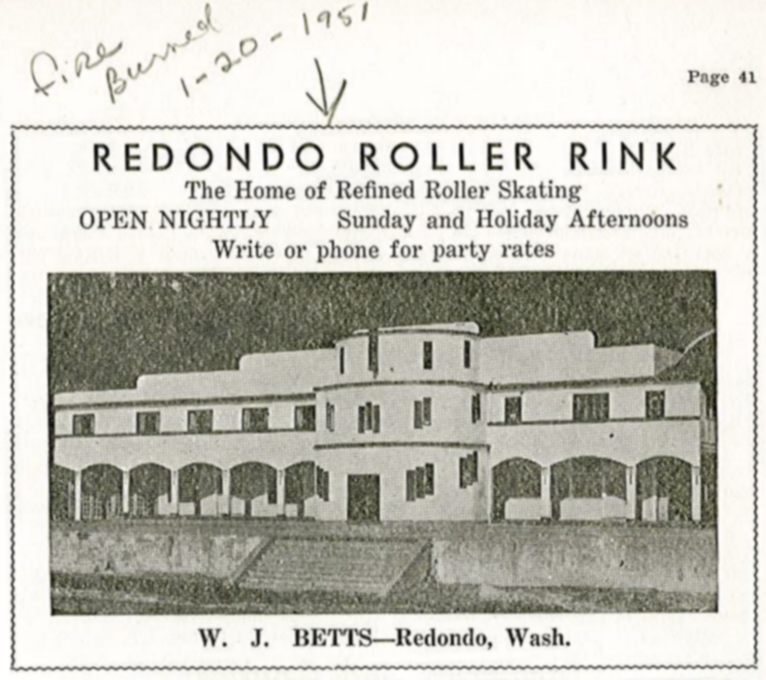 Fire
Burned
1-20-1951
Page 41
REDONDO ROLLER RINK
The Home of Refined Roller Skating
OPEN NIGHTLY Sunday and Holiday Afternoons
Write or phone for party rates
W. J. BETTS—Redondo, Wash.